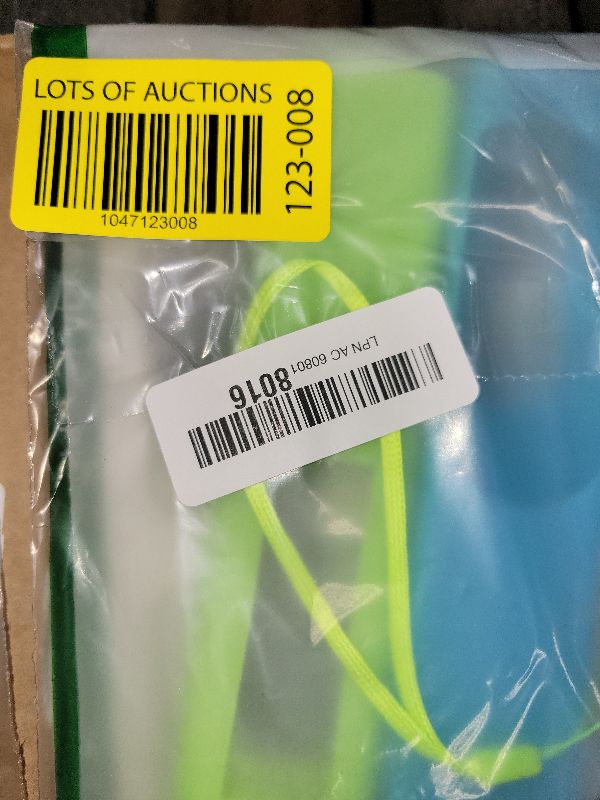 LOTS OF AUCTIONS
1047123008
123-008
LPN AC 60801
8016